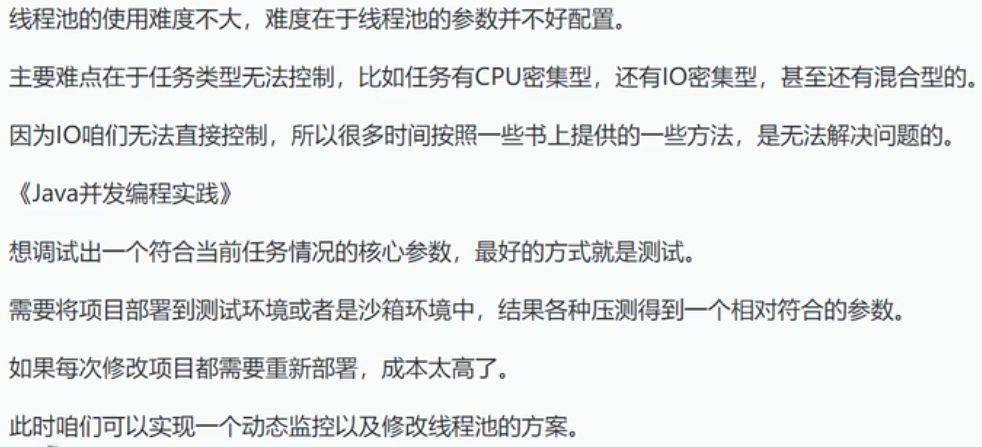 线程池的使用难度不大，难度在于线程池的参数并不好配置。
主要难点在于任务类型无法控制，比如任务有CPU密集型，还有IO密集型，甚至还有混合型的。
因为IO咱们无法直接控制，所以很多时间按照一些书上提供的一些方法，是无法解决问题的。
《Java并发编程实践》
想调试出一个符合当前任务情况的核心参数，最好的方式就是测试。
需要将项目部署到测试环境或者是沙箱环境中，结果各种压测得到一个相对符合的参数。
如果每次修改项目都需要重新部署，成本太高了。
此时咱们可以实现一个动态监控以及修改线程池的方案。